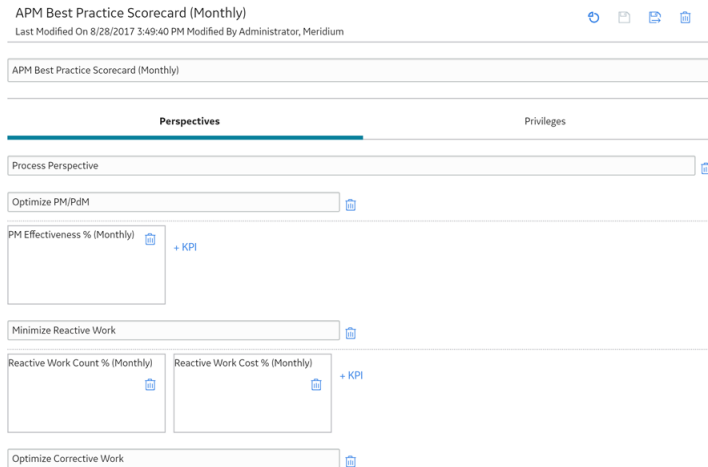 APM Best Practice Scorecard (Monthly)
Last Modified On 8/28/2017 3:49:40 PM Modified By Administrator, Meridium
APM Best Practice Scorecard (Monthly)
Perspectives
Privileges
Process Perspective
Optimize PM/PdM
PM Effectiveness % (Monthly)
+ KPI
Minimize Reactive Work
Reactive Work Count % (Monthly)
Reactive Work Cost % (Monthly)
+ KPI
Optimize Corrective Work